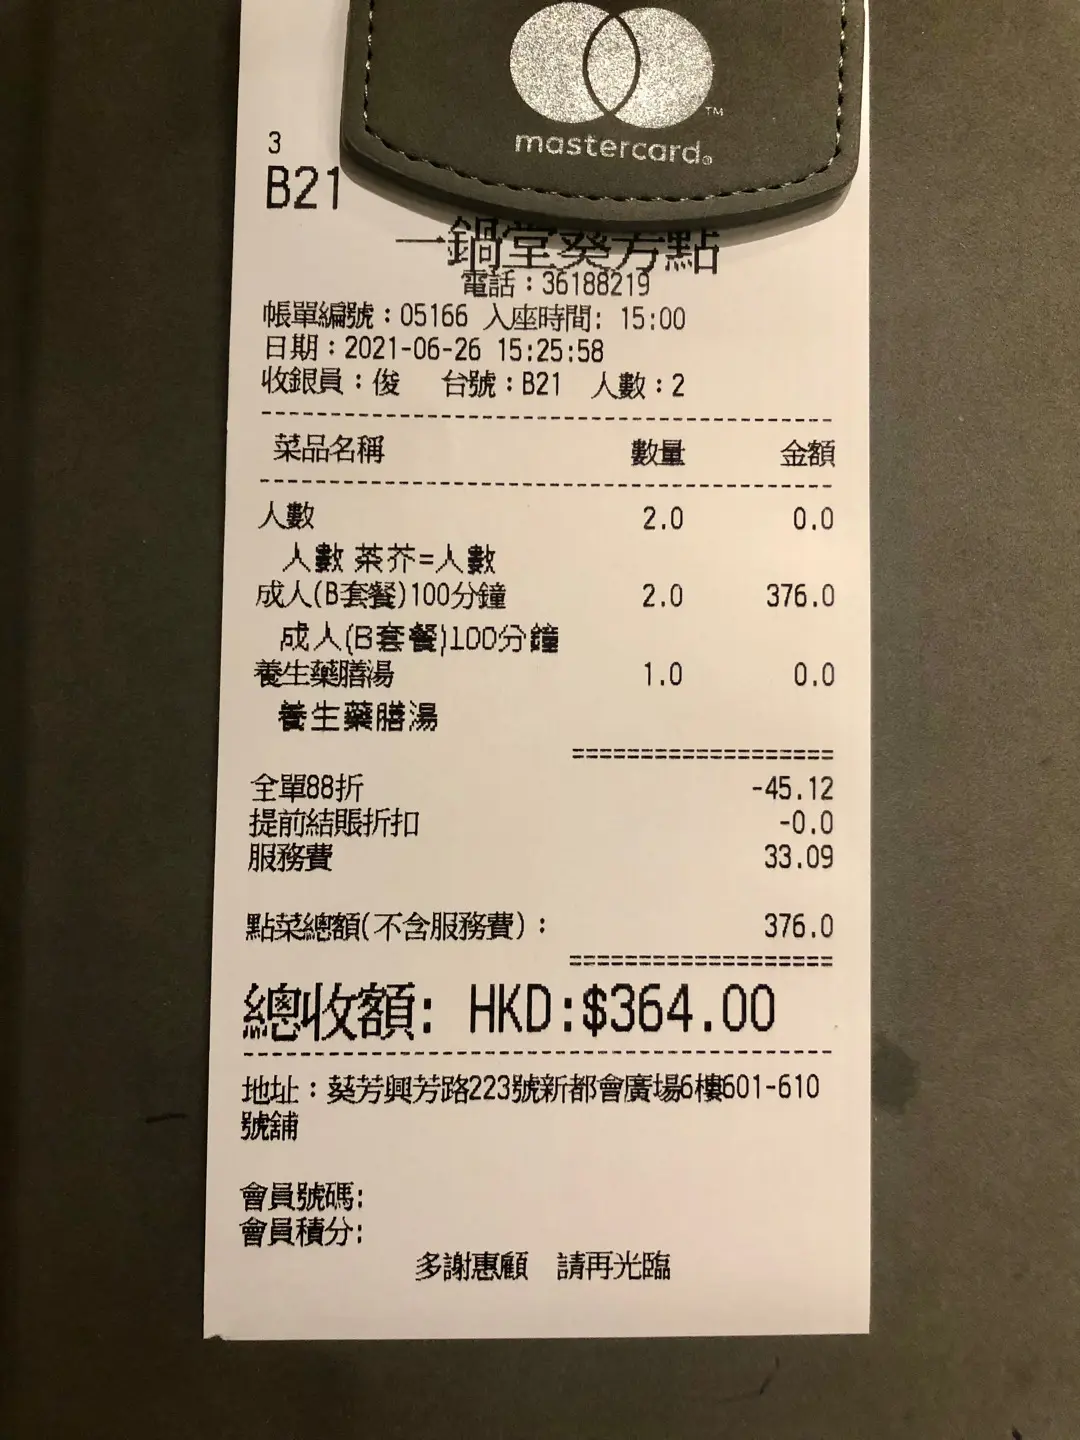 mastercard®
TM
3
B21
一鍋堂葵芳點
電話：36188219
帳單編號：05166 入座時間: 15:00
日期：2021-06-26 15:25:58
收銀員：俊 台號：B21 人數：2
菜品名稱 數量 金額
人數 2.0 0.0
人數 茶芥=人數
成人(B套餐)100分鐘 2.0 376.0
成人(B套餐)100分鐘
養生藥膳湯 1.0 0.0
養生藥膳湯
全單88折 -45.12
提前結賬折扣 -0.0
服務費 33.09
點菜總額(不含服務費)： 376.0
總收額: HKD:$364.00
地址：葵芳興芳路223號新都會廣場6樓601-610
號舖
會員號碼:
會員積分:
多謝惠顧 請再光臨